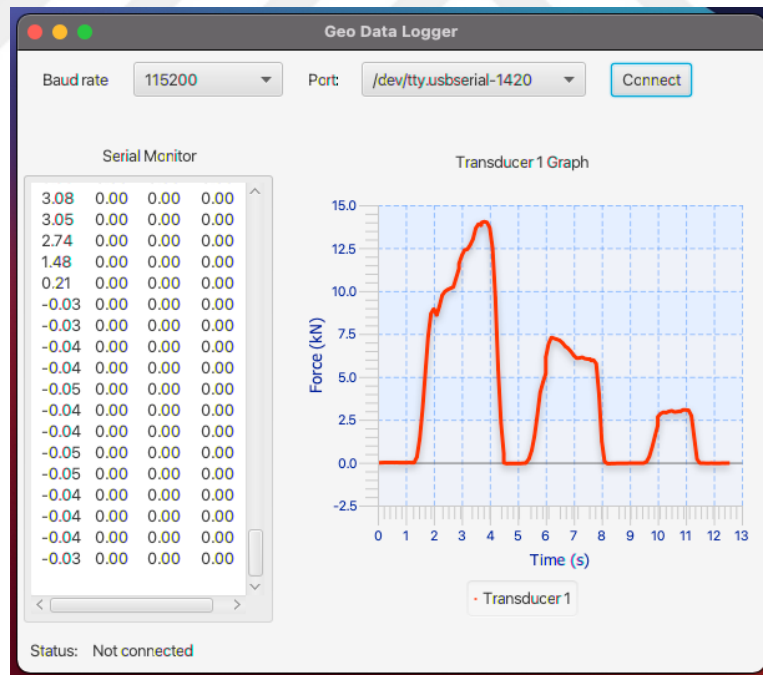 Geo Data Logger
Baud rate 115200 Port: /dev/tty.usbserial-1420 Connect
Serial Monitor
3.08 0.00 0.00 0.00
3.05 0.00 0.00 0.00
2.74 0.00 0.00 0.00
1.48 0.00 0.00 0.00
0.21 0.00 0.00 0.00
-0.03 0.00 0.00 0.00
-0.03 0.00 0.00 0.00
-0.04 0.00 0.00 0.00
-0.04 0.00 0.00 0.00
-0.05 0.00 0.00 0.00
-0.04 0.00 0.00 0.00
-0.04 0.00 0.00 0.00
-0.05 0.00 0.00 0.00
-0.05 0.00 0.00 0.00
-0.04 0.00 0.00 0.00
-0.04 0.00 0.00 0.00
-0.04 0.00 0.00 0.00
-0.03 0.00 0.00 0.00
Transducer 1 Graph
15.0
12.5
10.0
7.5
5.0
2.5
0.0
-2.5
Force (kN)
0 1 2 3 4 5 6 7 8 9 10 11 12 13
Time (s)
Transducer 1
Status: Not connected